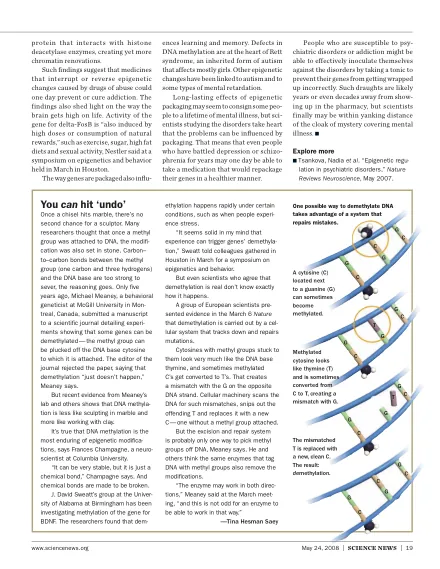 protein that interacts with histone
deacetylase enzymes, creating yet more
chromatin renovations.
Such findings suggest that medicines
that interrupt or reverse epigenetic
changes caused by drugs of abuse could
one day prevent or cure addiction. The
findings also shed light on the way the
brain gets high on life. Activity of the
gene for delta-FosB is “also induced by
high doses or consumption of natural
rewards,” such as exercise, sugar, high fat
diets and sexual activity, Nestler said at a
symposium on epigenetics and behavior
held in March in Houston.
The way genes are packaged also influ-
ences learning and memory. Defects in
DNA methylation are at the heart of Rett
syndrome, an inherited form of autism
that affects mostly girls. Other epigenetic
changes have been linked to autism and to
some types of mental retardation.
Long-lasting effects of epigenetic
packaging may seem to consign some peo-
ple to a lifetime of mental illness, but sci-
entists studying the disorders take heart
that the problems can be influenced by
packaging. That means that even people
who have battled depression or schizo-
phrenia for years may one day be able to
take a medication that would repackage
their genes in a healthier manner.
People who are susceptible to psy-
chiatric disorders or addiction might be
able to effectively inoculate themselves
against the disorders by taking a tonic to
prevent their genes from getting wrapped
up incorrectly. Such draughts are likely
years or even decades away from show-
ing up in the pharmacy, but scientists
finally may be within yanking distance
of the cloak of mystery covering mental
illness. ■
Explore more
■ Tsankova, Nadia et al. “Epigenetic regu-
lation in psychiatric disorders.” Nature
Reviews Neuroscience, May 2007.
You can hit ‘undo’
Once a chisel hits marble, there’s no
second chance for a sculptor. Many
researchers thought that once a methyl
group was attached to DNA, the modifi-
cation was also set in stone. Carbon–
to–carbon bonds between the methyl
group (one carbon and three hydrogens)
and the DNA base are too strong to
sever, the reasoning goes. Only five
years ago, Michael Meaney, a behavioral
geneticist at McGill University in Mon-
treal, Canada, submitted a manuscript
to a scientific journal detailing experi-
ments showing that some genes can be
demethylated — the methyl group can
be plucked off the DNA base cytosine
to which it is attached. The editor of the
journal rejected the paper, saying that
demethylation “just doesn’t happen,”
Meaney says.
But recent evidence from Meaney’s
lab and others shows that DNA methyla-
tion is less like sculpting in marble and
more like working with clay.
It’s true that DNA methylation is the
most enduring of epigenetic modifica-
tions, says Frances Champagne, a neuro-
scientist at Columbia University.
“It can be very stable, but it is just a
chemical bond,” Champagne says. And
chemical bonds are made to be broken.
J. David Sweatt’s group at the Univer-
sity of Alabama at Birmingham has been
investigating methylation of the gene for
BDNF. The researchers found that dem-
ethylation happens rapidly under certain
conditions, such as when people experi-
ence stress.
“It seems solid in my mind that
experience can trigger genes’ demethyla-
tion,” Sweatt told colleagues gathered in
Houston in March for a symposium on
epigenetics and behavior.
But even scientists who agree that
demethylation is real don’t know exactly
how it happens.
A group of European scientists pre-
sented evidence in the March 6 Nature
that demethylation is carried out by a cel-
lular system that tracks down and repairs
mutations.
Cytosines with methyl groups stuck to
them look very much like the DNA base
thymine, and sometimes methylated
C’s get converted to T’s. That creates
a mismatch with the G on the opposite
DNA strand. Cellular machinery scans the
DNA for such mismatches, snips out the
offending T and replaces it with a new
C — one without a methyl group attached.
But the excision and repair system
is probably only one way to pick methyl
groups off DNA, Meaney says. He and
others think the same enzymes that tag
DNA with methyl groups also remove the
modifications.
“The enzyme may work in both direc-
tions,” Meaney said at the March meet-
ing, “and this is not odd for an enzyme to
be able to work in that way.”
—Tina Hesman Saey
One possible way to demethylate DNA
takes advantage of a system that
repairs mistakes.
A cytosine (C)
located next
to a guanine (G)
can sometimes
become
methylated.
Methylated
cytosine looks
like thymine (T)
and is sometimes
converted from
C to T, creating a
mismatch with G.
The mismatched
T is replaced with
a new, clean C.
The result:
demethylation.
www.sciencenews.org
May 24, 2008 | SCIENCE NEWS | 19